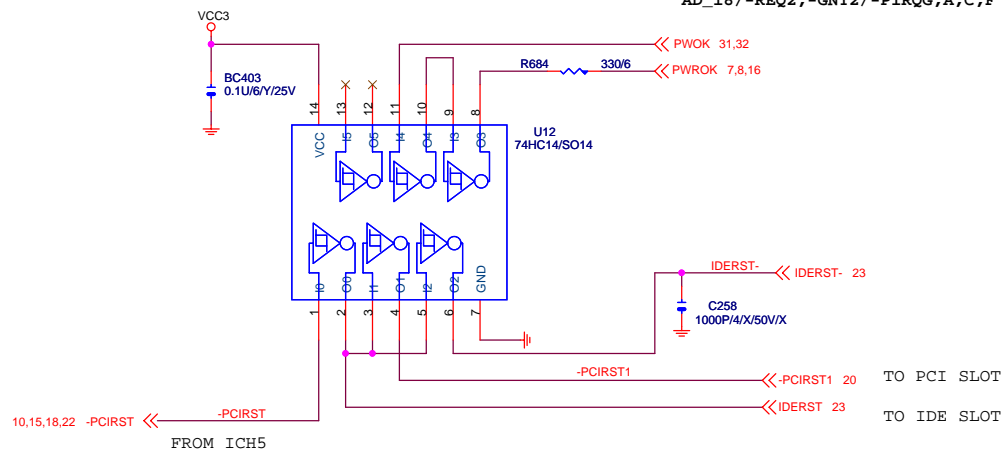 AD_18/-REQ2,-GNT2/-PIRQG,A,C,F
VCC3
PWOK 31,32
R684 330/6
PWROK 7,8,16
BC403
0.1U/6/Y/25V
14 13 12 11 10 9 8
U12
74HC14/SO14
VCC I5 O5 I4 O4 I3 O3
I0 O0 I1 O1 I2 O2 GND
1 2 3 4 5 6 7
IDERST- IDERST- 23
C258
1000P/4/X/50V/X
-PCIRST1 -PCIRST1 20 TO PCI SLOT
IDERST 23 TO IDE SLOT
10,15,18,22 -PCIRST -PCIRST
FROM ICH5